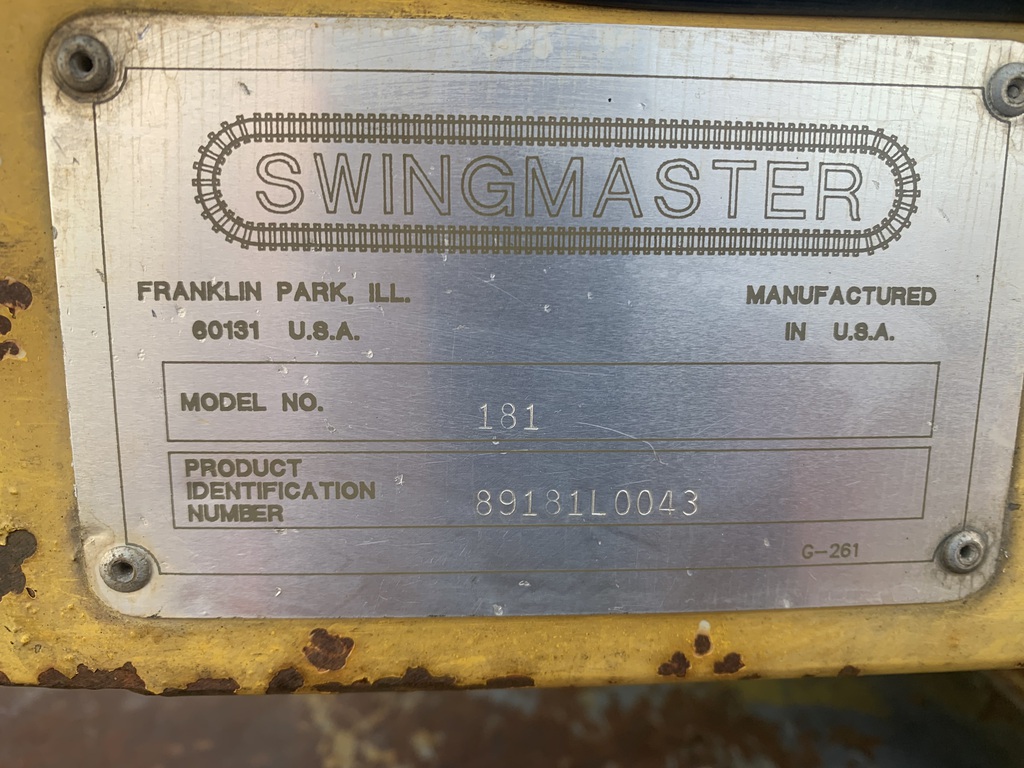 SWINGMASTER
FRANKLIN PARK, ILL.
60131 U.S.A.
MANUFACTURED
IN U.S.A.
MODEL NO. 181
PRODUCT
IDENTIFICATION
NUMBER
89181L0043
G-261